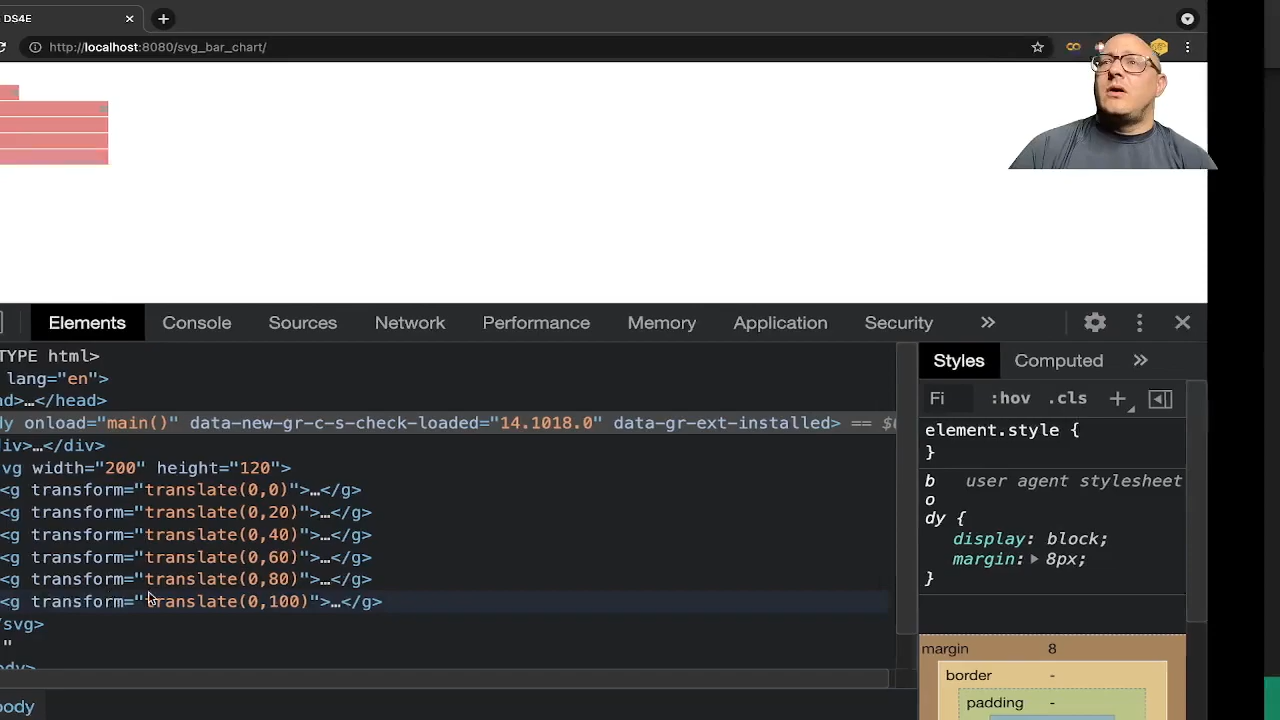 DS4E
http://localhost:8080/svg_bar_chart/
Elements Console Sources Network Performance Memory Application Security »
TYPE html>
lang="en">
ad>…</head>
dy onload="main()" data-new-gr-c-s-check-loaded="14.1018.0" data-gr-ext-installed> == $
div>…</div>
vg width="200" height="120">
<g transform="translate(0,0)">…</g>
<g transform="translate(0,20)">…</g>
<g transform="translate(0,40)">…</g>
<g transform="translate(0,60)">…</g>
<g transform="translate(0,80)">…</g>
<g transform="translate(0,100)">…</g>
/svg>
"
body
Styles Computed »
Fi :hov .cls +
element.style {
}
b user agent stylesheet
o
dy {
display: block;
margin: 8px;
}
margin 8
border -
padding -